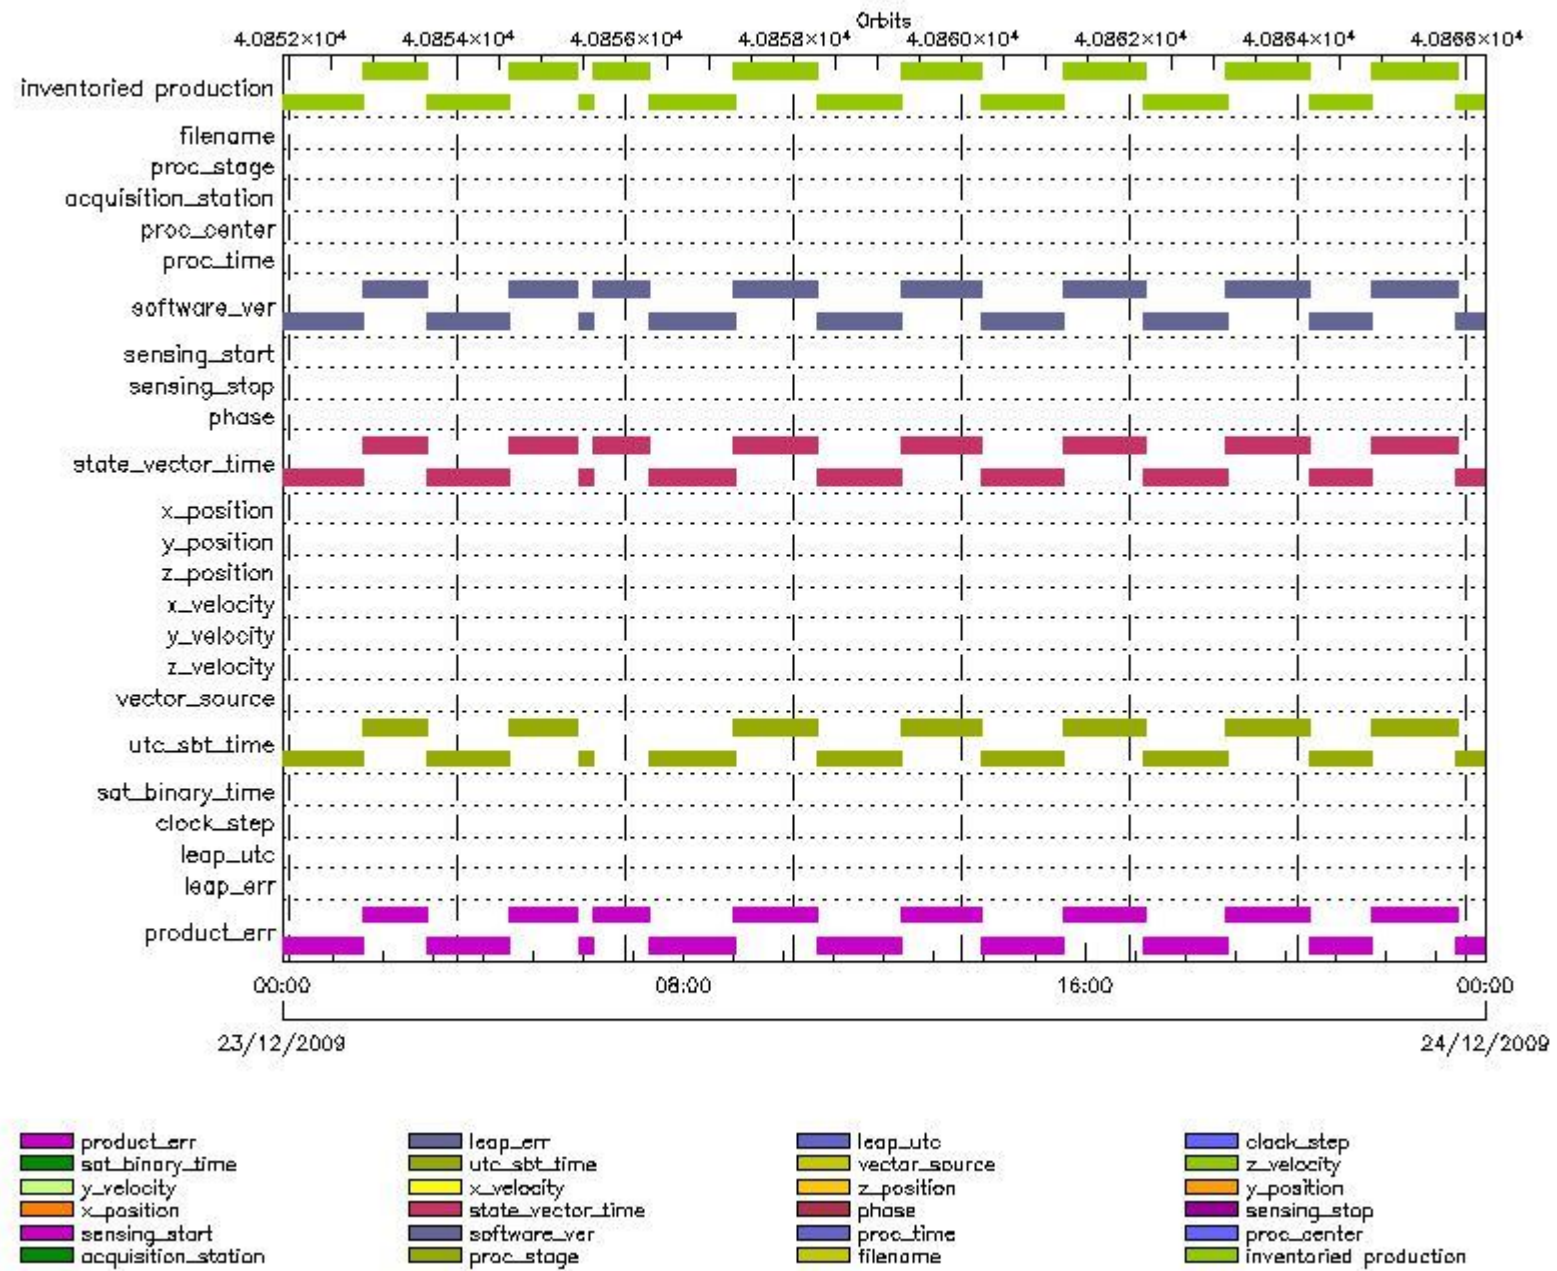 Orbits
4.0852×10⁴ 4.0854×10⁴ 4.0856×10⁴ 4.0858×10⁴ 4.0860×10⁴ 4.0862×10⁴ 4.0864×10⁴ 4.0866×10⁴
inventoried production
filename
proc_stage
acquisition_station
proc_center
proc_time
software_ver
sensing_start
sensing_stop
phase
state_vector_time
x_position
y_position
z_position
x_velocity
y_velocity
z_velocity
vector_source
utc_sbt_time
sat_binary_time
clock_step
leap_utc
leap_err
product_err
00:00 08:00 16:00 00:00
23/12/2009 24/12/2009
product_err leap_err leap_utc clock_step
sat_binary_time utc_sbt_time vector_source z_velocity
y_velocity x_velocity z_position y_position
x_position state_vector_time phase sensing_stop
sensing_start software_ver proc_time proc_center
acquisition_station proc_stage filename inventoried production